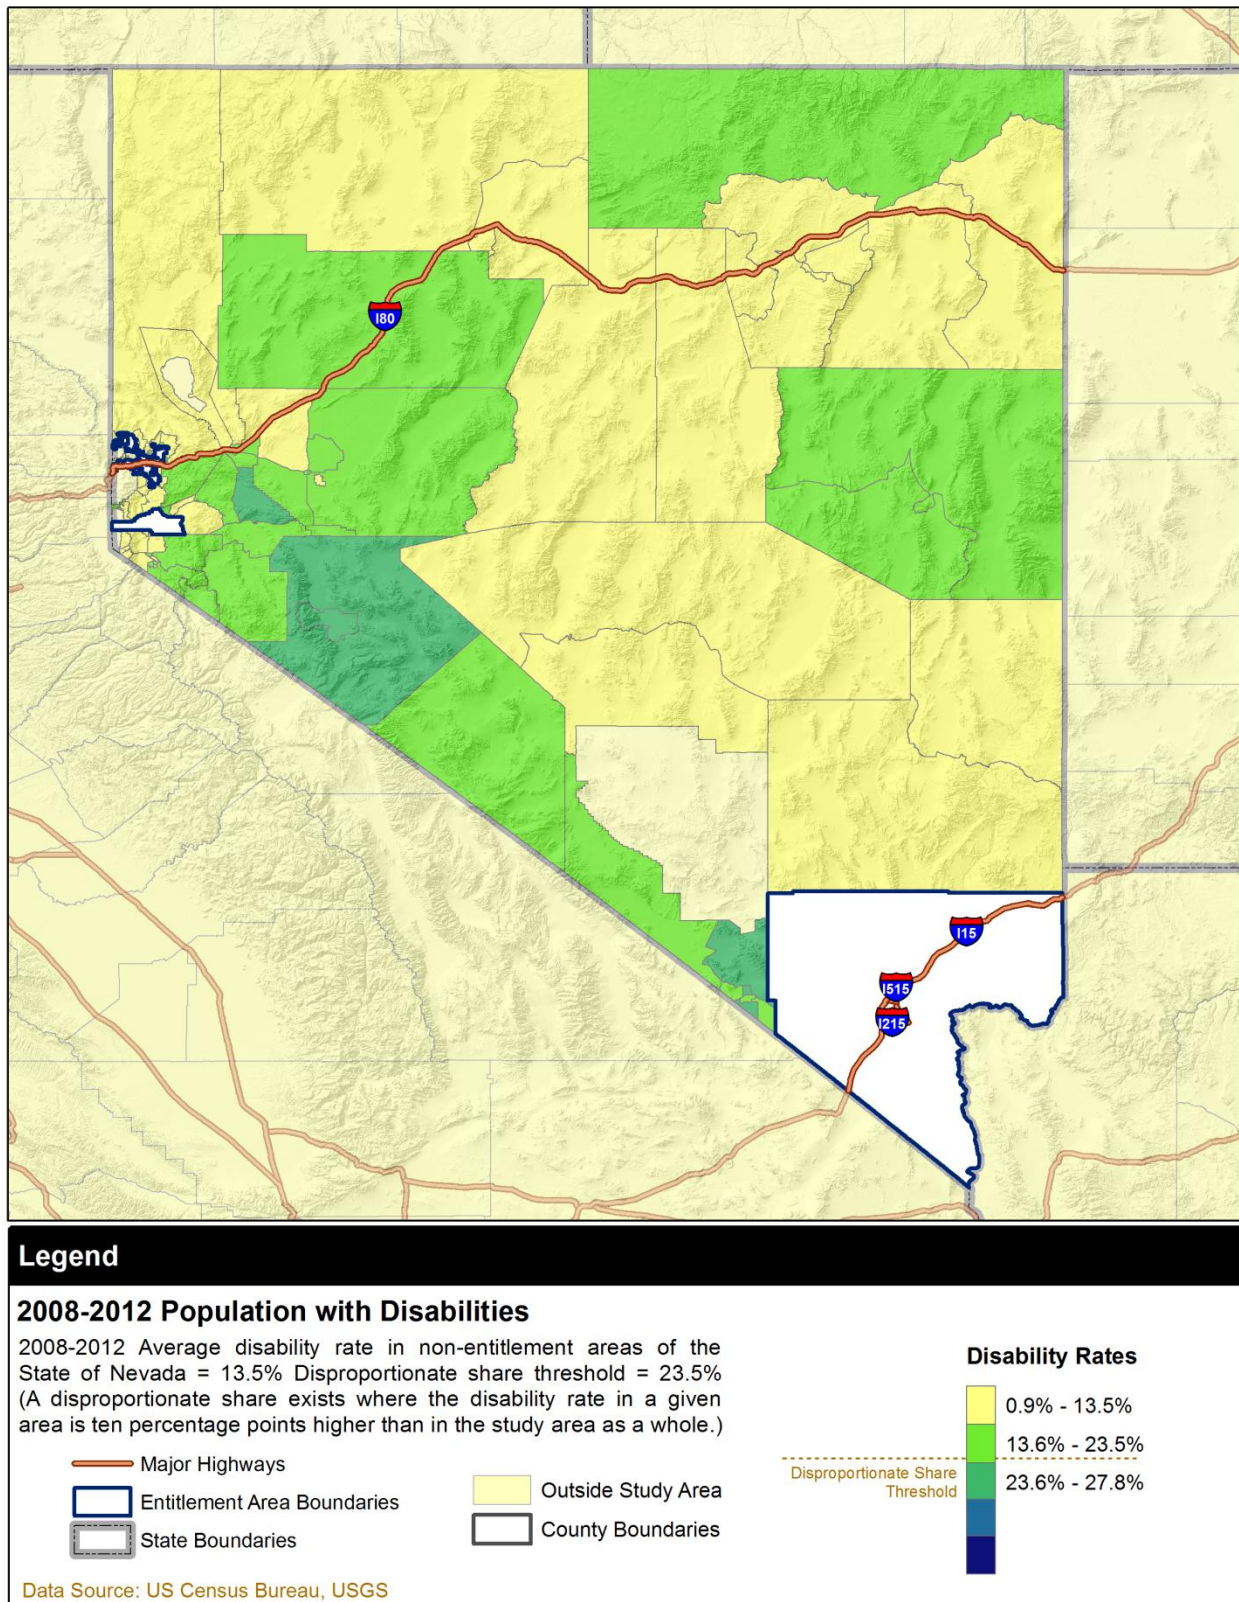 I80
I15
I515
I215
Legend
2008-2012 Population with Disabilities
2008-2012 Average disability rate in non-entitlement areas of the
State of Nevada = 13.5% Disproportionate share threshold = 23.5%
(A disproportionate share exists where the disability rate in a given
area is ten percentage points higher than in the study area as a whole.)
Major Highways
Entitlement Area Boundaries
State Boundaries
Outside Study Area
County Boundaries
Disability Rates
0.9% - 13.5%
13.6% - 23.5%
Disproportionate Share
Threshold
23.6% - 27.8%
Data Source: US Census Bureau, USGS